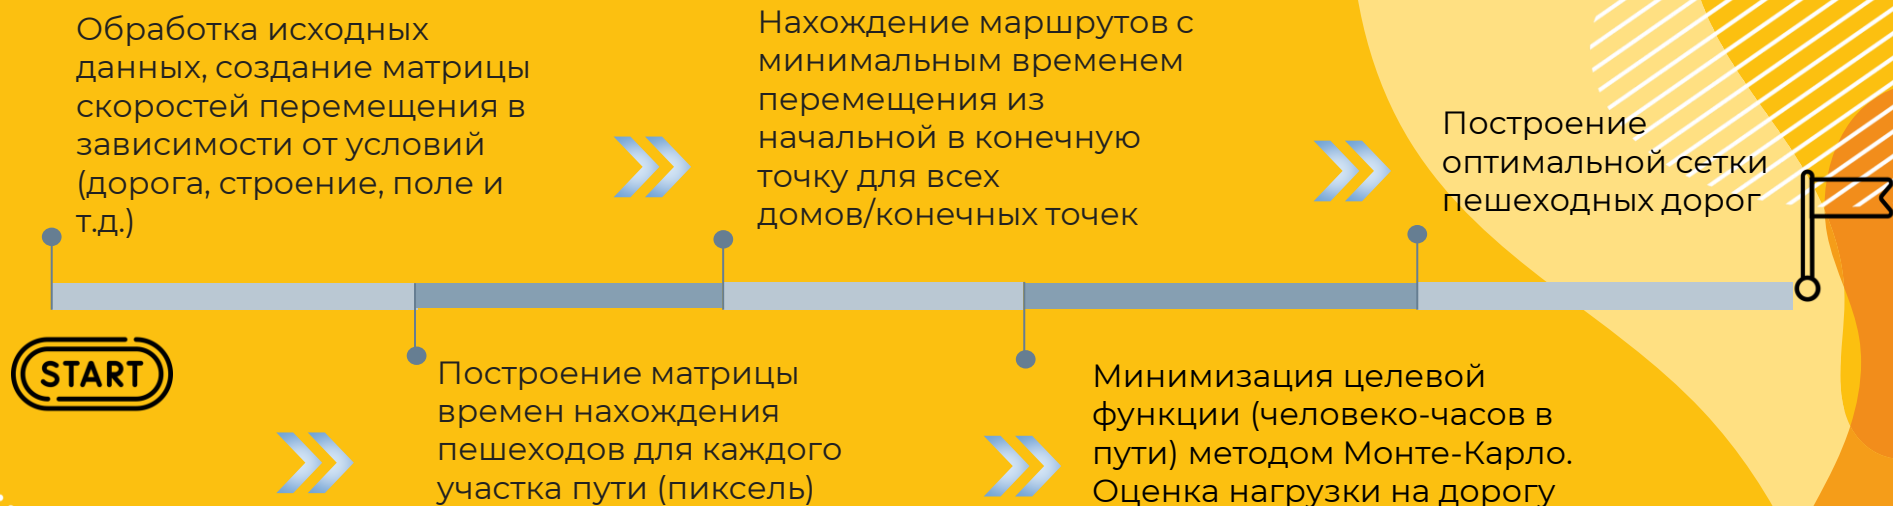 Обработка исходных
данных, создание матрицы
скоростей перемещения в
зависимости от условий
(дорога, строение, поле и
т.д.)
Нахождение маршрутов с
минимальным временем
перемещения из
начальной в конечную
точку для всех
домов/конечных точек
Построение
оптимальной сетки
пешеходных дорог
START
Построение матрицы
времен нахождения
пешеходов для каждого
участка пути (пиксель)
Минимизация целевой
функции (человеко-часов в
пути) методом Монте-Карло.
Оценка нагрузки на дорогу